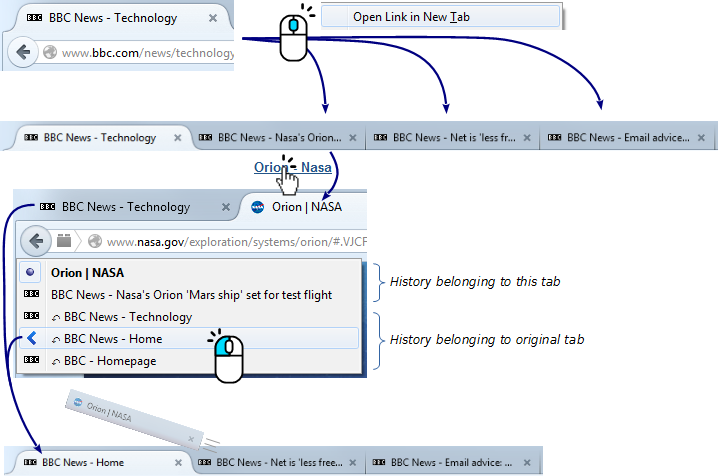 BBC News - Technology
Open Link in New Tab
www.bbc.com/news/technology
BBC BBC News - Technology
BBC BBC News - Nasa's Orion...
BBC BBC News - Net is 'less fr...
BBC BBC News - Email advice...
Orion - Nasa
BBC BBC News - Technology
Orion | NASA
www.nasa.gov/exploration/systems/orion/#.VJCF
Orion | NASA
BBC BBC News - Nasa's Orion 'Mars ship' set for test flight
BBC BBC News - Technology
BBC News - Home
BBC BBC - Homepage
History belonging to this tab
History belonging to original tab
Orion | NASA
BBC BBC News - Home
BBC BBC News - Net is 'less free...
BBC BBC News - Email advice: ...